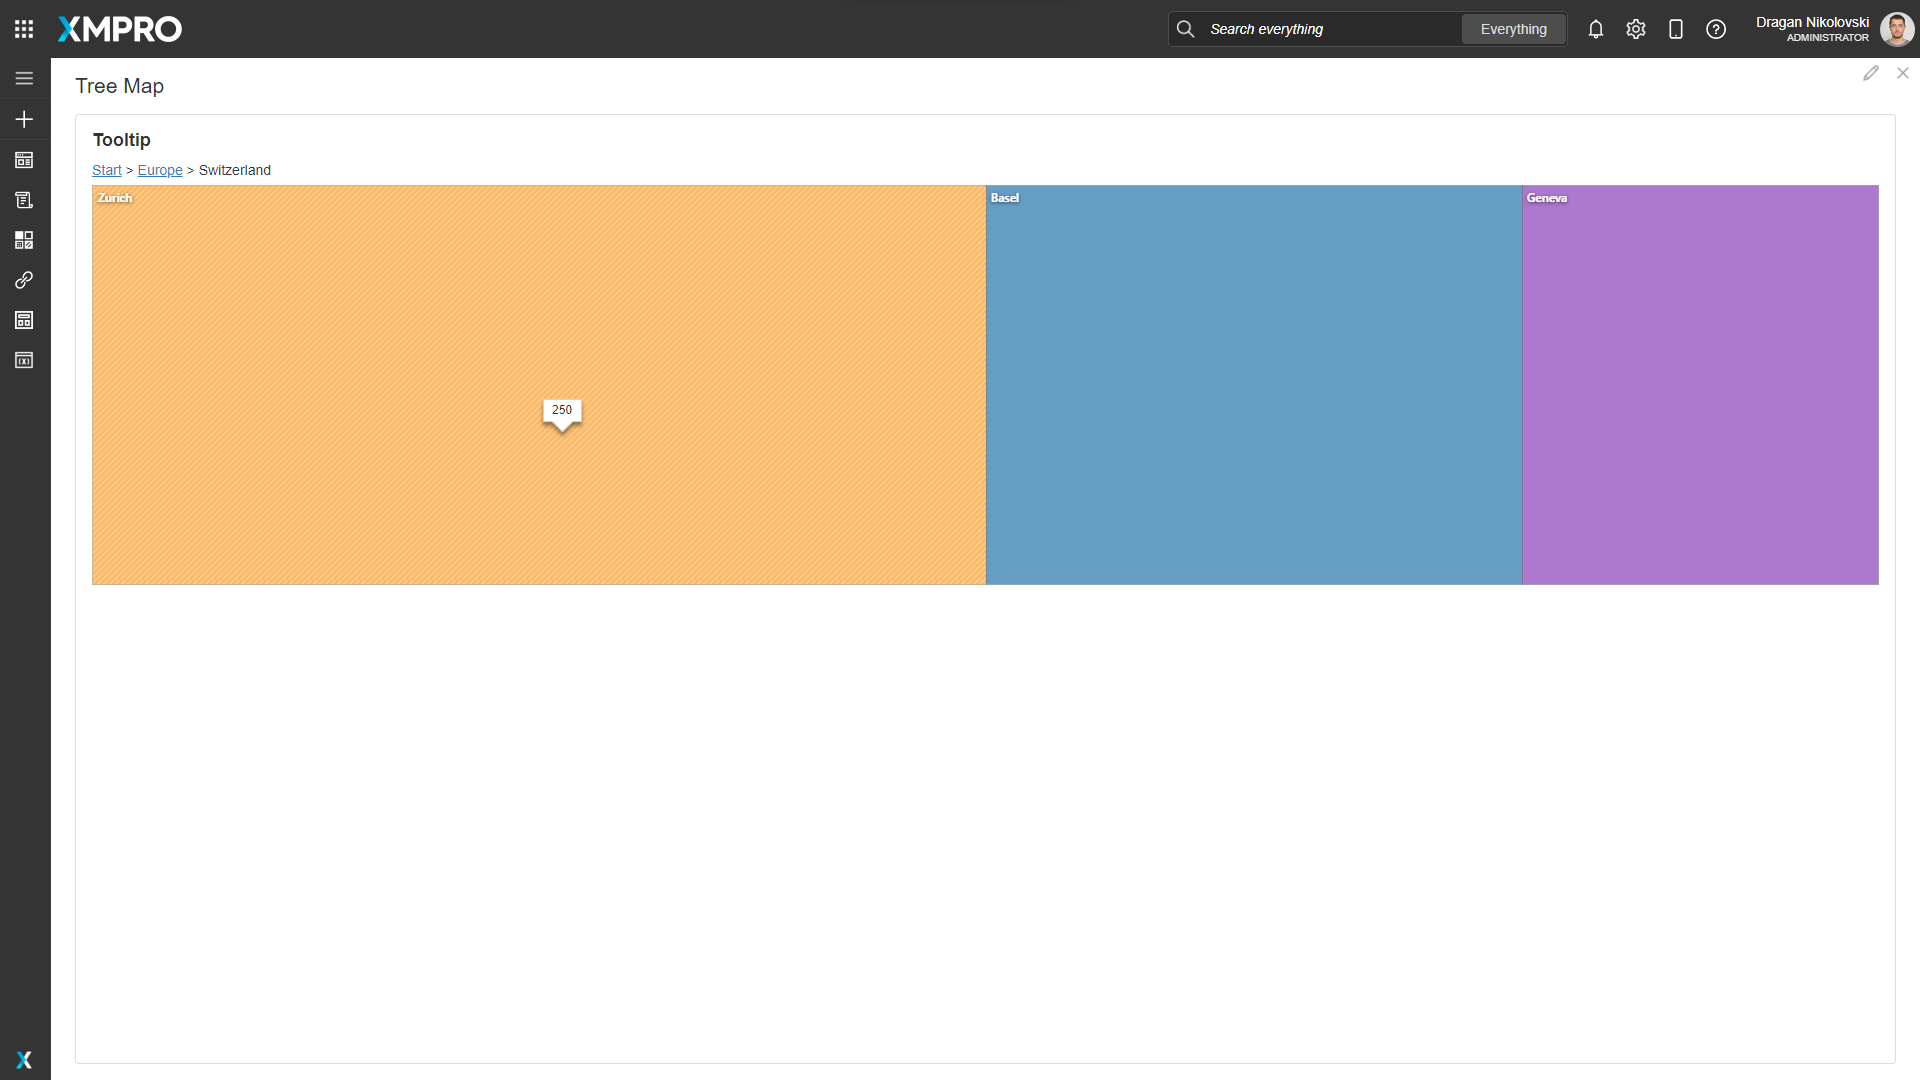 XMPRO
Search everything
Everything
Dragan Nikolovski
ADMINISTRATOR
Tree Map
Tooltip
Start > Europe > Switzerland
Zurich
Basel
Geneva
250